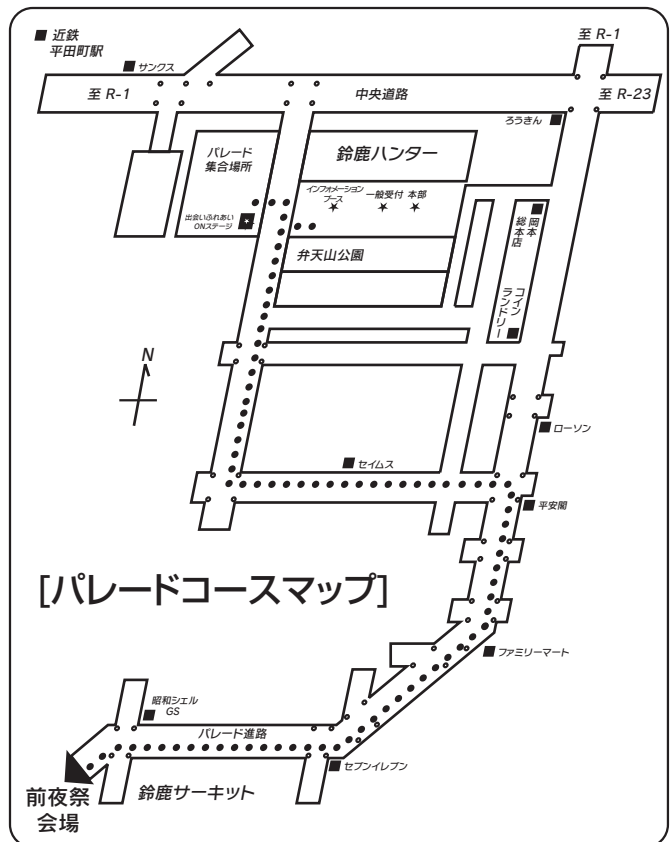 近鉄
平田町駅
サンクス
至 R-1
至 R-1
中央道路
至 R-23
ろうきん
パレード
集合場所
鈴鹿ハンター
インフォメーション
ブース
一般受付
本部
出会いふれあい
ONステージ
弁天山公園
岡本
総本店
コイン
ランドリー
N
ローソン
セイムス
平安閣
[パレードコースマップ]
ファミリーマート
昭和シェル
GS
パレード進路
セブンイレブン
前夜祭
会場
鈴鹿サーキット